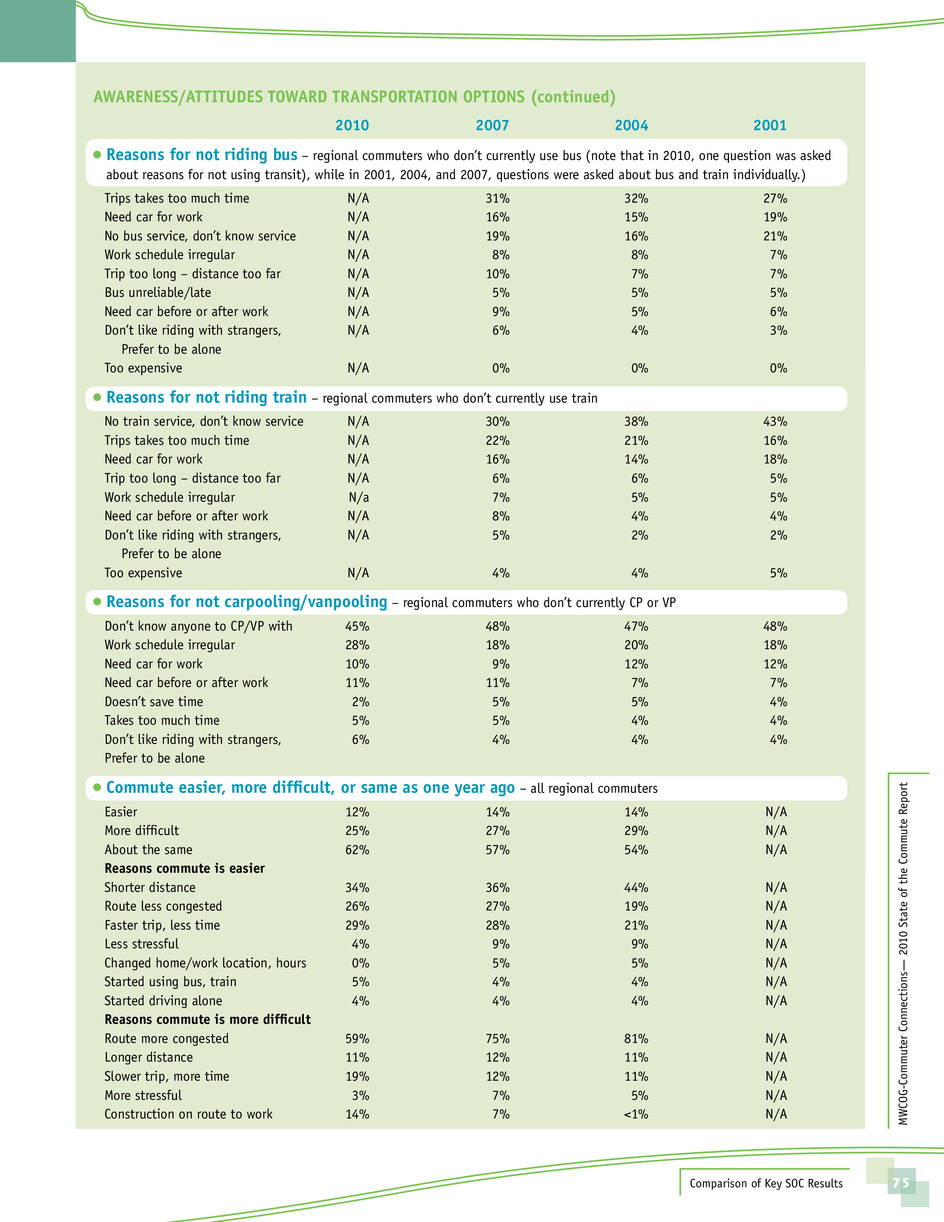 AWARENESS/ATTITUDES TOWARD TRANSPORTATION OPTIONS (continued)
2010 2007 2004 2001
• Reasons for not riding bus – regional commuters who don’t currently use bus (note that in 2010, one question was asked
about reasons for not using transit), while in 2001, 2004, and 2007, questions were asked about bus and train individually.)
Trips takes too much time N/A 31% 32% 27%
Need car for work N/A 16% 15% 19%
No bus service, don’t know service N/A 19% 16% 21%
Work schedule irregular N/A 8% 8% 7%
Trip too long – distance too far N/A 10% 7% 7%
Bus unreliable/late N/A 5% 5% 5%
Need car before or after work N/A 9% 5% 6%
Don’t like riding with strangers, N/A 6% 4% 3%
Prefer to be alone
Too expensive N/A 0% 0% 0%
• Reasons for not riding train – regional commuters who don’t currently use train
No train service, don’t know service N/A 30% 38% 43%
Trips takes too much time N/A 22% 21% 16%
Need car for work N/A 16% 14% 18%
Trip too long – distance too far N/A 6% 6% 5%
Work schedule irregular N/a 7% 5% 5%
Need car before or after work N/A 8% 4% 4%
Don’t like riding with strangers, N/A 5% 2% 2%
Prefer to be alone
Too expensive N/A 4% 4% 5%
• Reasons for not carpooling/vanpooling – regional commuters who don’t currently CP or VP
Don’t know anyone to CP/VP with 45% 48% 47% 48%
Work schedule irregular 28% 18% 20% 18%
Need car for work 10% 9% 12% 12%
Need car before or after work 11% 11% 7% 7%
Doesn’t save time 2% 5% 5% 4%
Takes too much time 5% 5% 4% 4%
Don’t like riding with strangers, 6% 4% 4% 4%
Prefer to be alone
• Commute easier, more difficult, or same as one year ago – all regional commuters
Easier 12% 14% 14% N/A
More difficult 25% 27% 29% N/A
About the same 62% 57% 54% N/A
Reasons commute is easier
Shorter distance 34% 36% 44% N/A
Route less congested 26% 27% 19% N/A
Faster trip, less time 29% 28% 21% N/A
Less stressful 4% 9% 9% N/A
Changed home/work location, hours 0% 5% 5% N/A
Started using bus, train 5% 4% 4% N/A
Started driving alone 4% 4% 4% N/A
Reasons commute is more difficult
Route more congested 59% 75% 81% N/A
Longer distance 11% 12% 11% N/A
Slower trip, more time 19% 12% 11% N/A
More stressful 3% 7% 5% N/A
Construction on route to work 14% 7% <1% N/A
MWCOG-Commuter Connections— 2010 State of the Commute Report
Comparison of Key SOC Results 75